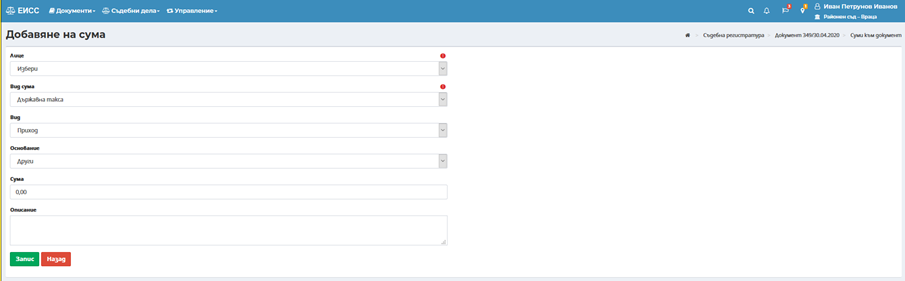 ЕИСС Документи Съдебни дела Управление Иван Петрунов Иванов
Районен съд - Враца
Добавяне на сума
Съдебна регистратура Документ 349/30.04.2020 Суми към документ
Лице
Избери
Вид сума
Държавна такса
Вид
Приход
Основание
Други
Сума
0,00
Описание
Запис Назад